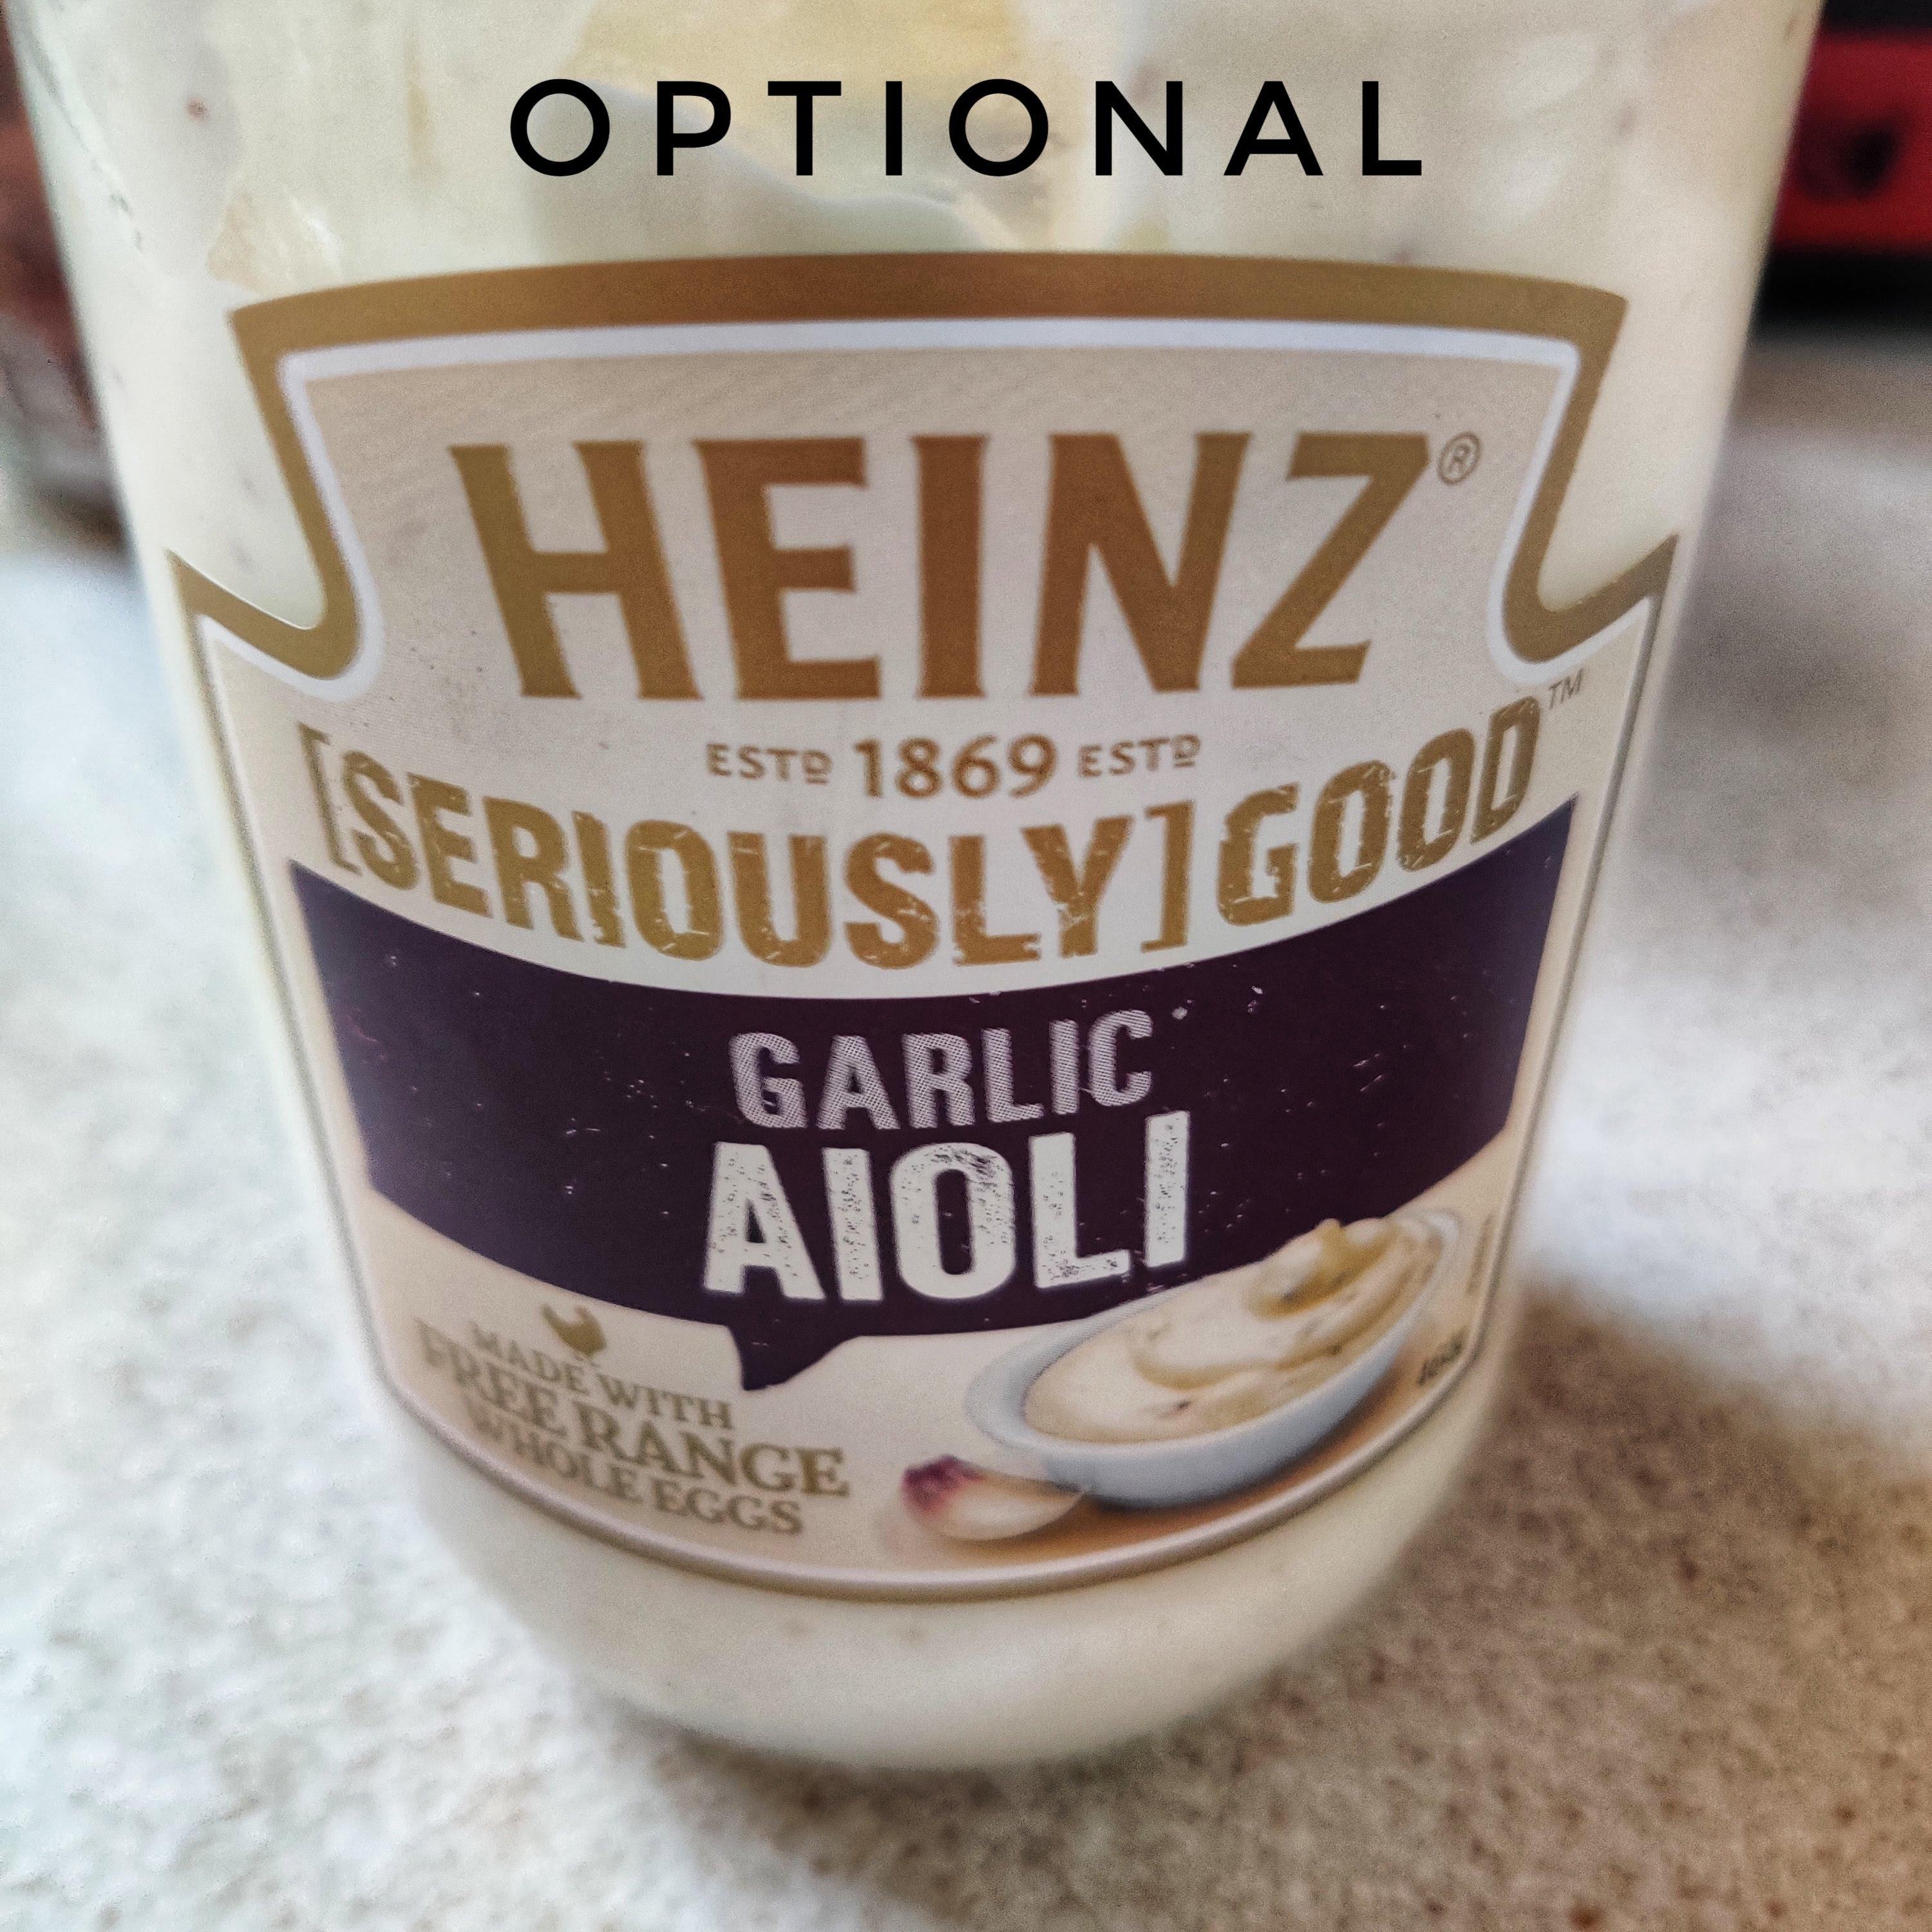 OPTIONAL
HEINZ®
ESTD 1869 ESTD
[SERIOUSLY] GOOD™
GARLIC
AIOLI
MADE WITH
FREE RANGE
WHOLE EGGS